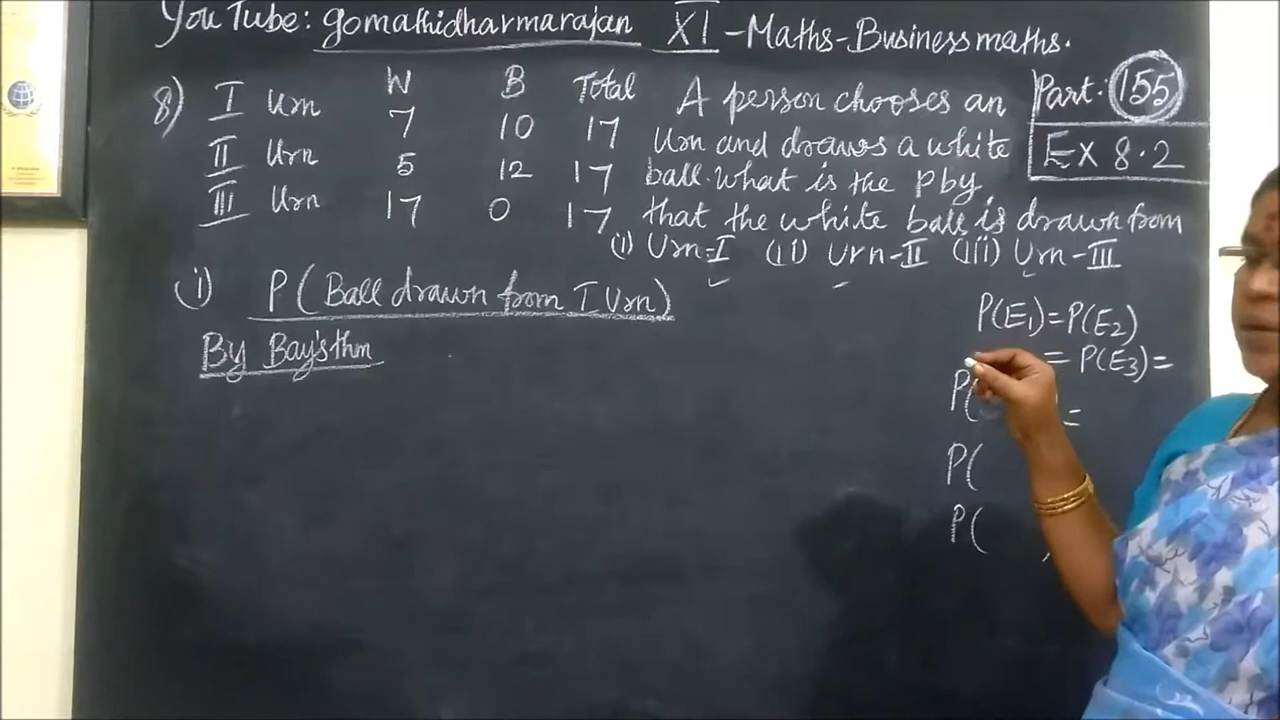 YouTube: gomathidharmarajan XI -Maths-Business maths.
Part: 155
Ex 8.2
8) W B Total
I Urn 7 10 17
II Urn 5 12 17
III Urn 17 0 17
A person chooses an
Urn and draws a white
ball. what is the pby
that the white ball is drawn from
(i) Urn-I (ii) Urn-II (iii) Urn-III
i) P( Ball drawn from I Urn)
By Bay'sthm
P(E1)=P(E2)
= P(E3)=
P( =
P(
P(